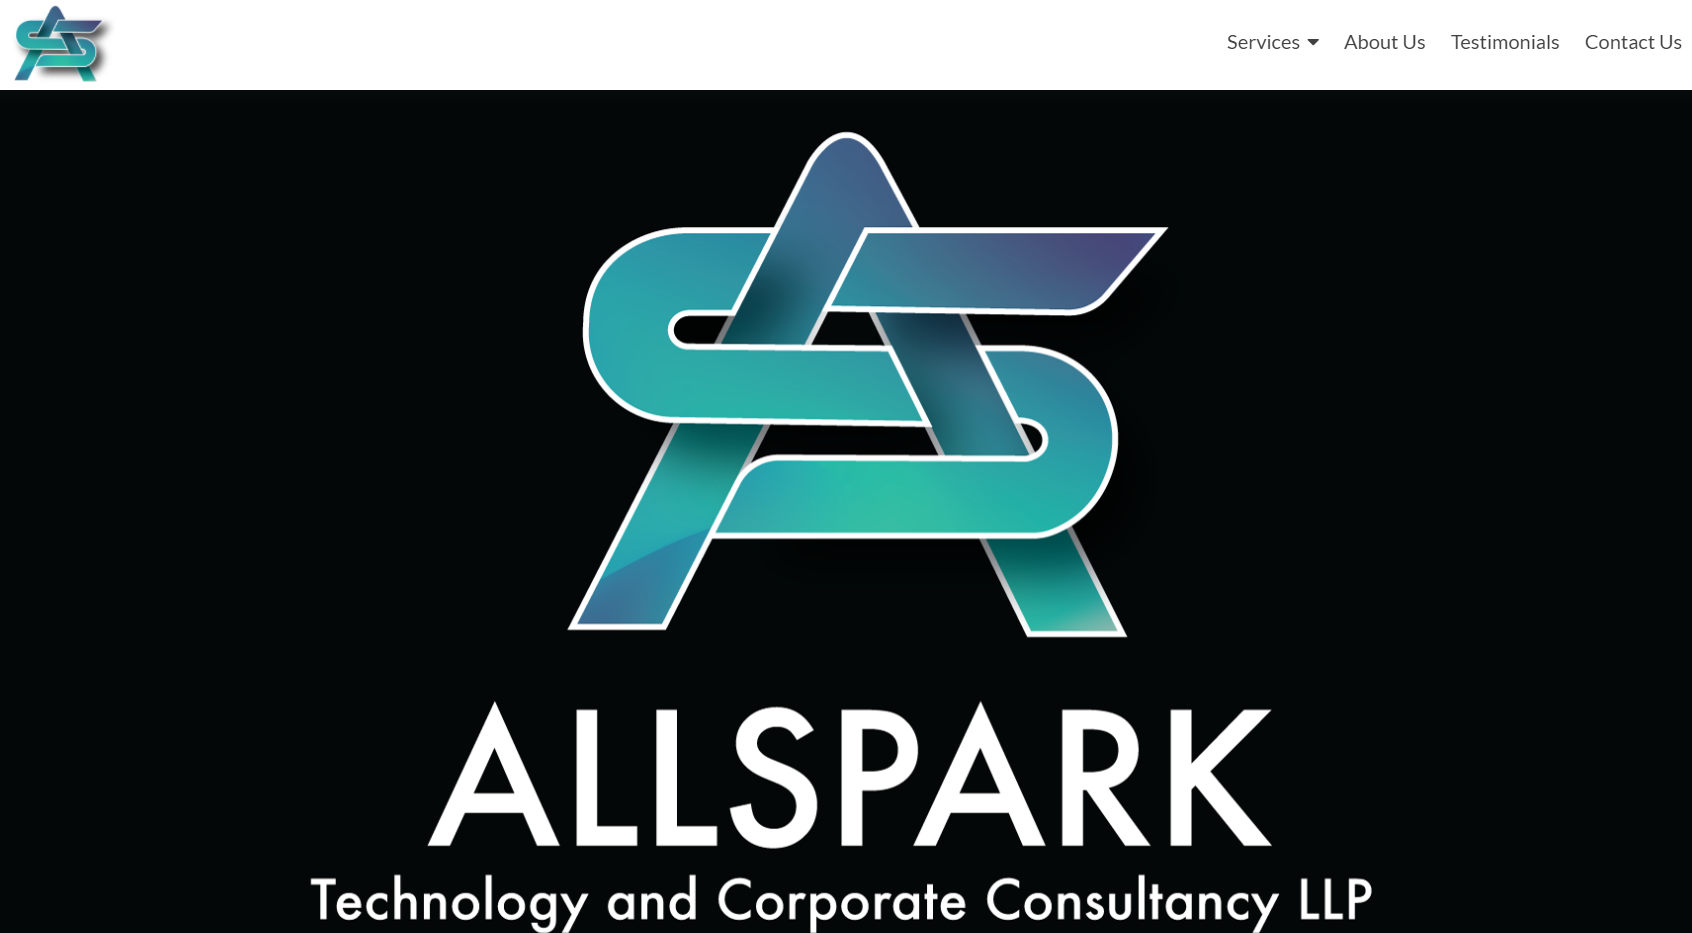 Services About Us Testimonials Contact Us
ALLSPARK
Technology and Corporate Consultancy LLP